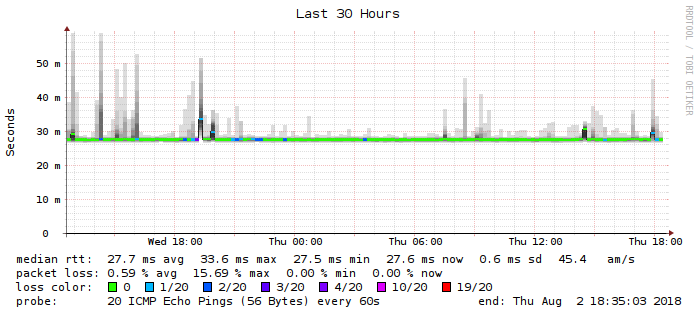 Last 30 Hours
RRDTOOL / TOBI OETIKER
Seconds
50 m
40 m
30 m
20 m
10 m
0
Wed 18:00 Thu 00:00 Thu 06:00 Thu 12:00 Thu 18:00
median rtt: 27.7 ms avg 33.6 ms max 27.5 ms min 27.6 ms now 0.6 ms sd 45.4 am/s
packet loss: 0.59 % avg 15.69 % max 0.00 % min 0.00 % now
loss color: 0 1/20 2/20 3/20 4/20 10/20 19/20
probe: 20 ICMP Echo Pings (56 Bytes) every 60s end: Thu Aug 2 18:35:03 2018